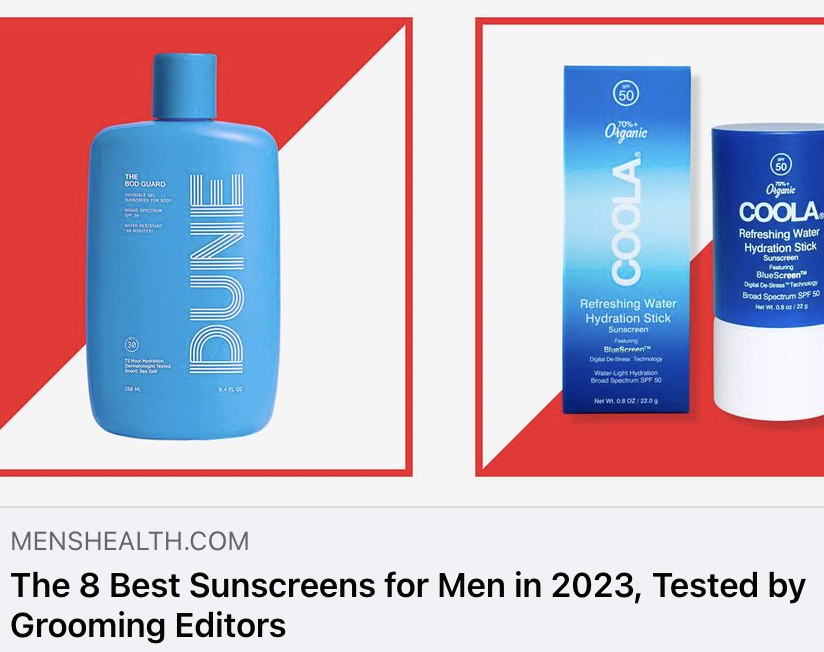 THE
BOD GUARD
INVISIBLE GEL
SUNSCREEN FOR BODY
BROAD SPECTRUM
SPF 30
WATER RESISTANT
(80 MINUTES)
DUNE
SPF
30
72 Hour Hydration
Dermatologist Tested
Scent: Sea Salt
250 ML
8.4 FL OZ
SPF
50
70%+
Organic
COOLA®
Refreshing Water
Hydration Stick
Sunscreen
Featuring
BlueScreen™
Digital De-Stress™ Technology
Water-Light Hydration
Broad Spectrum SPF 50
Net Wt. 0.8 OZ / 22.0 g
SPF
50
70%+
Organic
COOLA®
Refreshing Water
Hydration Stick
Sunscreen
Featuring
BlueScreen™
Digital De-Stress™ Technology
Broad Spectrum SPF 50
Net Wt. 0.8 oz / 22 g
MENSHEALTH.COM
The 8 Best Sunscreens for Men in 2023, Tested by
Grooming Editors